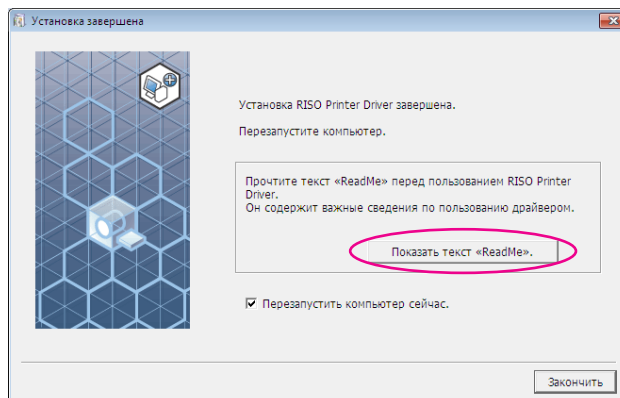 Установка завершена
Установка RISO Printer Driver завершена.
Перезапустите компьютер.
Прочтите текст «ReadMe» перед пользованием RISO Printer
Driver.
Он содержит важные сведения по пользованию драйвером.
Показать текст «ReadMe».
Перезапустить компьютер сейчас.
Закончить